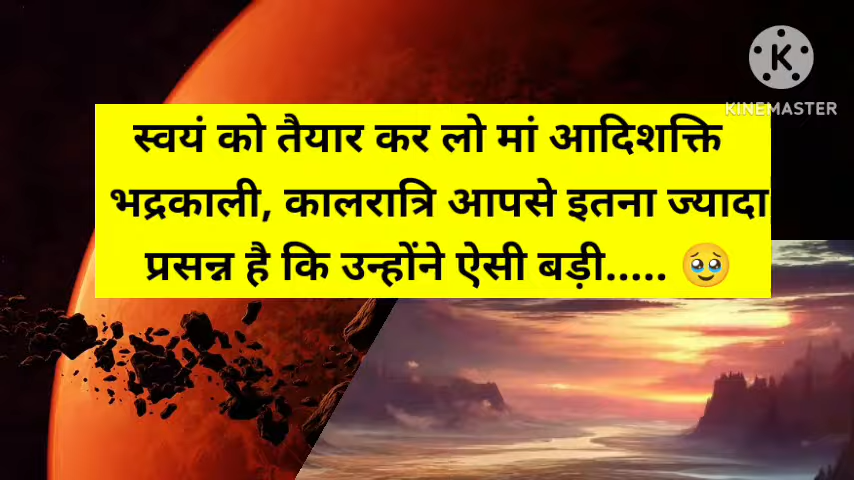 KINEMASTER
स्वयं को तैयार कर लो मां आदिशक्ति
भद्रकाली, कालरात्रि आपसे इतना ज्यादा
प्रसन्न है कि उन्होंने ऐसी बड़ी..... 🥹